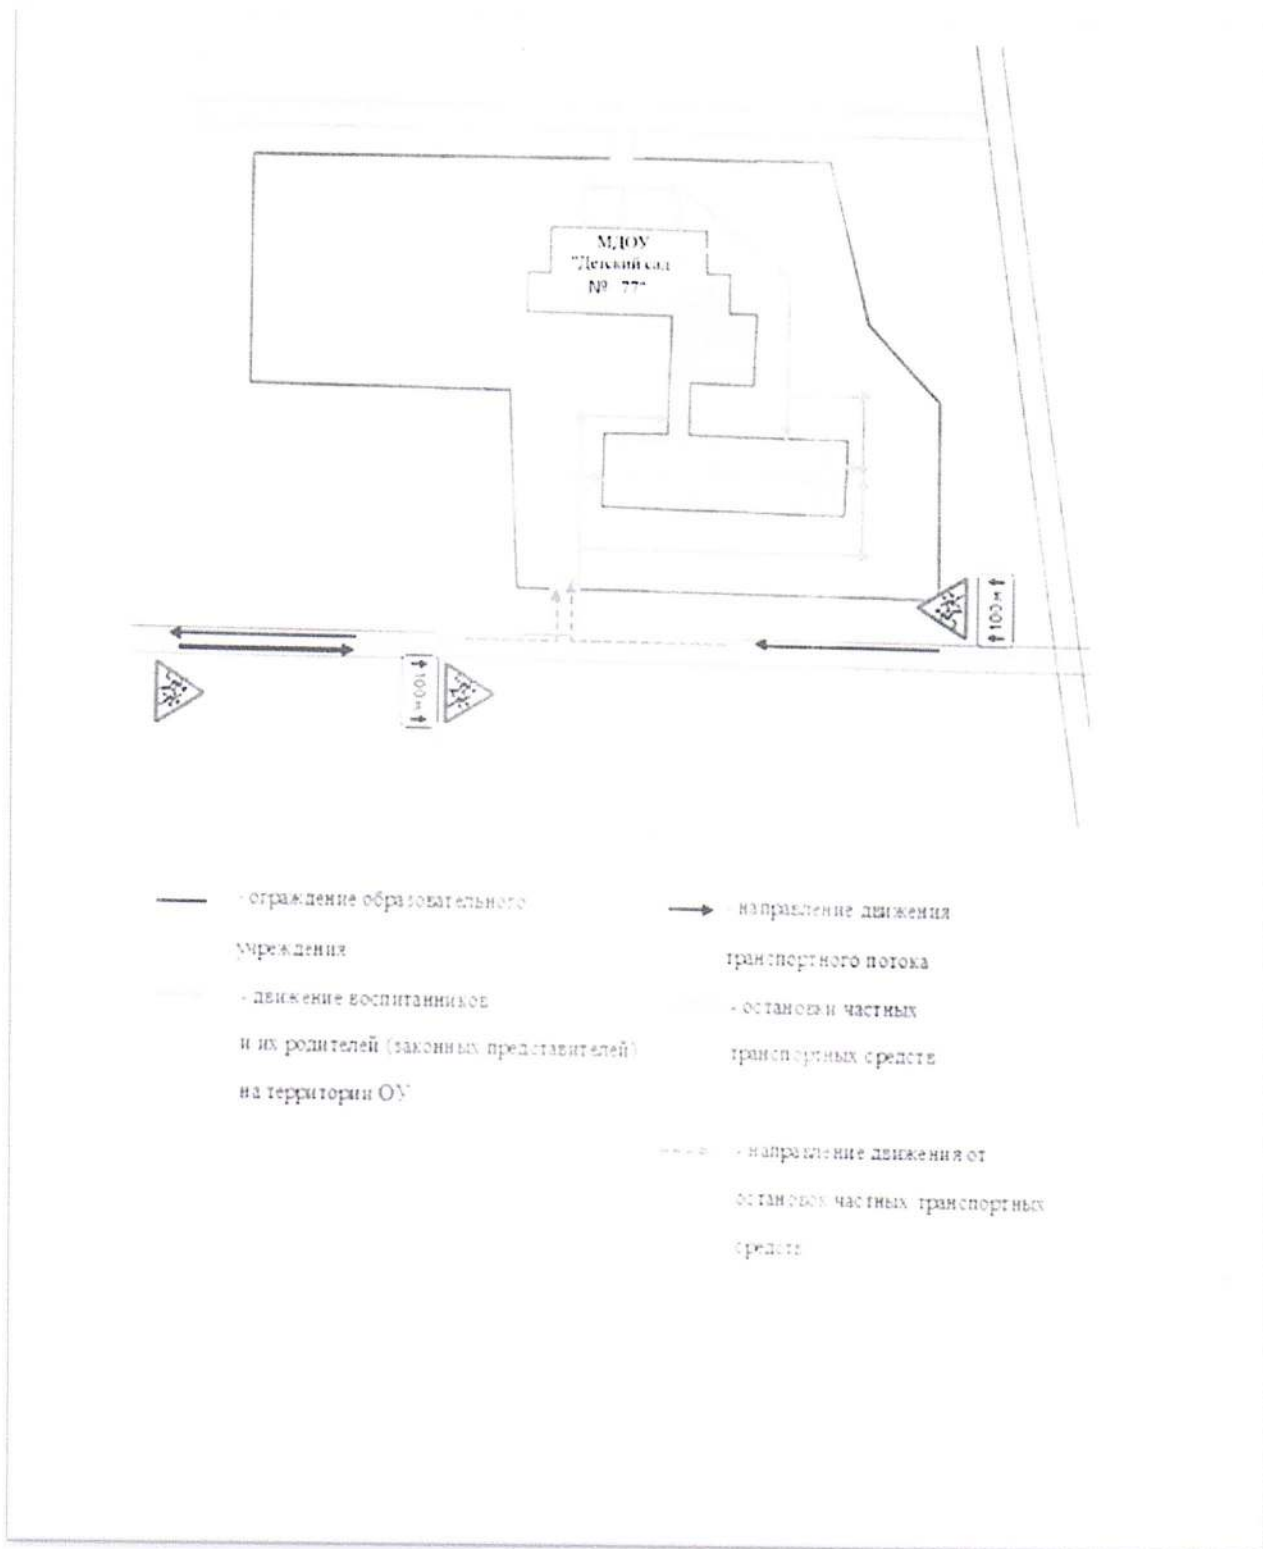 МДОУ
"Детский сад
№ 77"
100 м
100 м
- ограждение образовательного
учреждения
- движение воспитанников
и их родителей (законных представителей)
на территории ОУ
- направление движения
транспортного потока
- остановки частных
транспортных средств
- направление движения от
остановок частных транспортных
средств